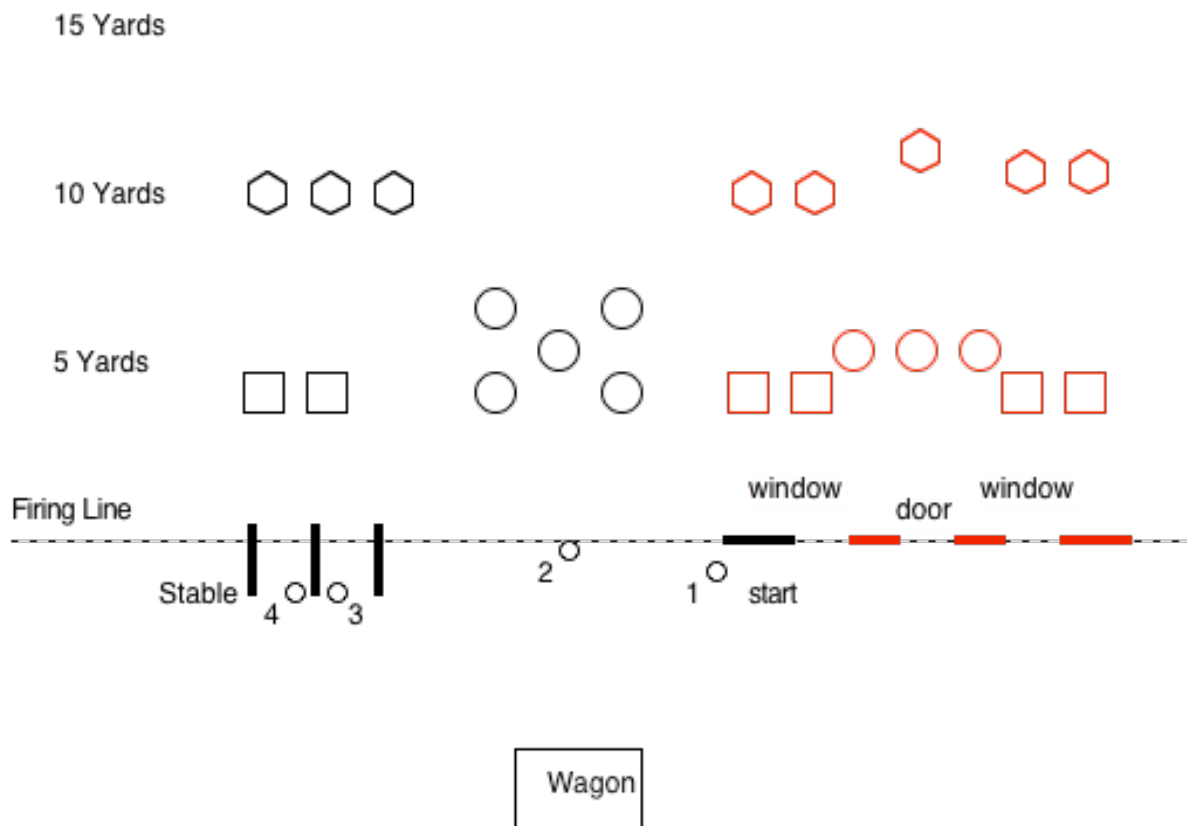 15 Yards
10 Yards
5 Yards
window
window
Firing Line
door
2
1
start
Stable
4
3
Wagon